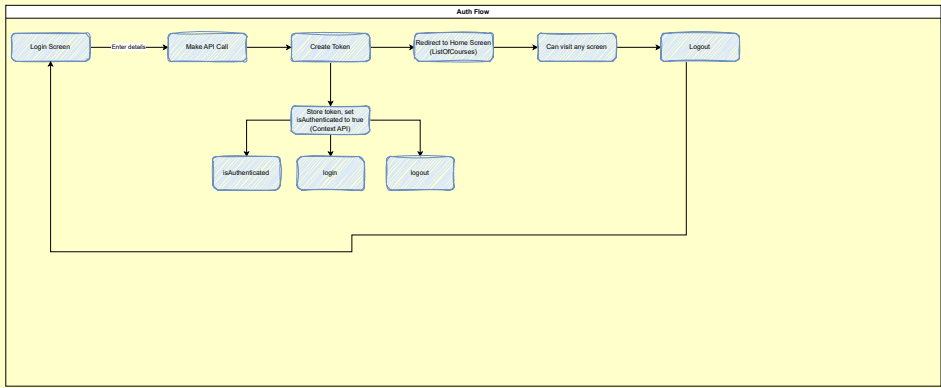 Auth Flow
Login Screen
Enter details
Make API Call
Create Token
Redirect to Home Screen
(ListOfCourses)
Can visit any screen
Logout
Store token, set
isAuthenticated to true
(Context API)
isAuthenticated
login
logout